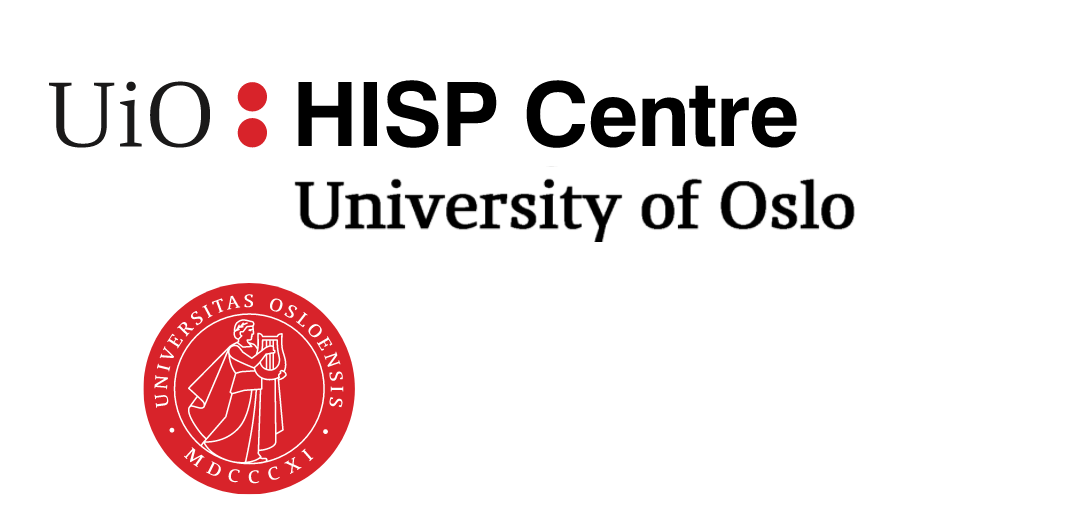 UiO : HISP Centre
University of Oslo
UNIVERSITAS OSLOENSIS
MDCCCXI